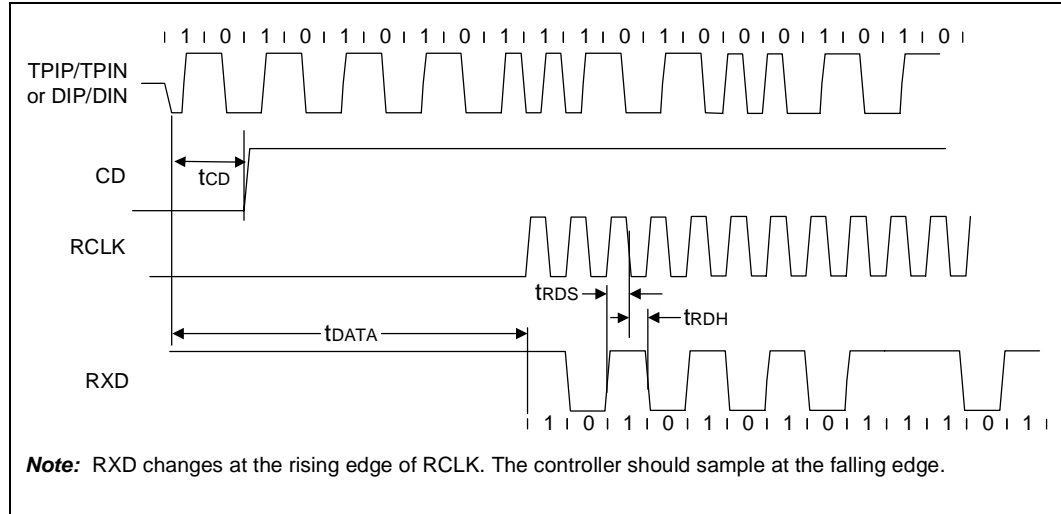 1 0 1 0 1 0 1 0 1 1 1 0 1 0 0 0 1 0 1 0
TPIP/TPIN
or DIP/DIN
tCD
CD
RCLK
tRDS
tRDH
tDATA
RXD
1 0 1 0 1 0 1 0 1 1 1 0 1
Note: RXD changes at the rising edge of RCLK. The controller should sample at the falling edge.